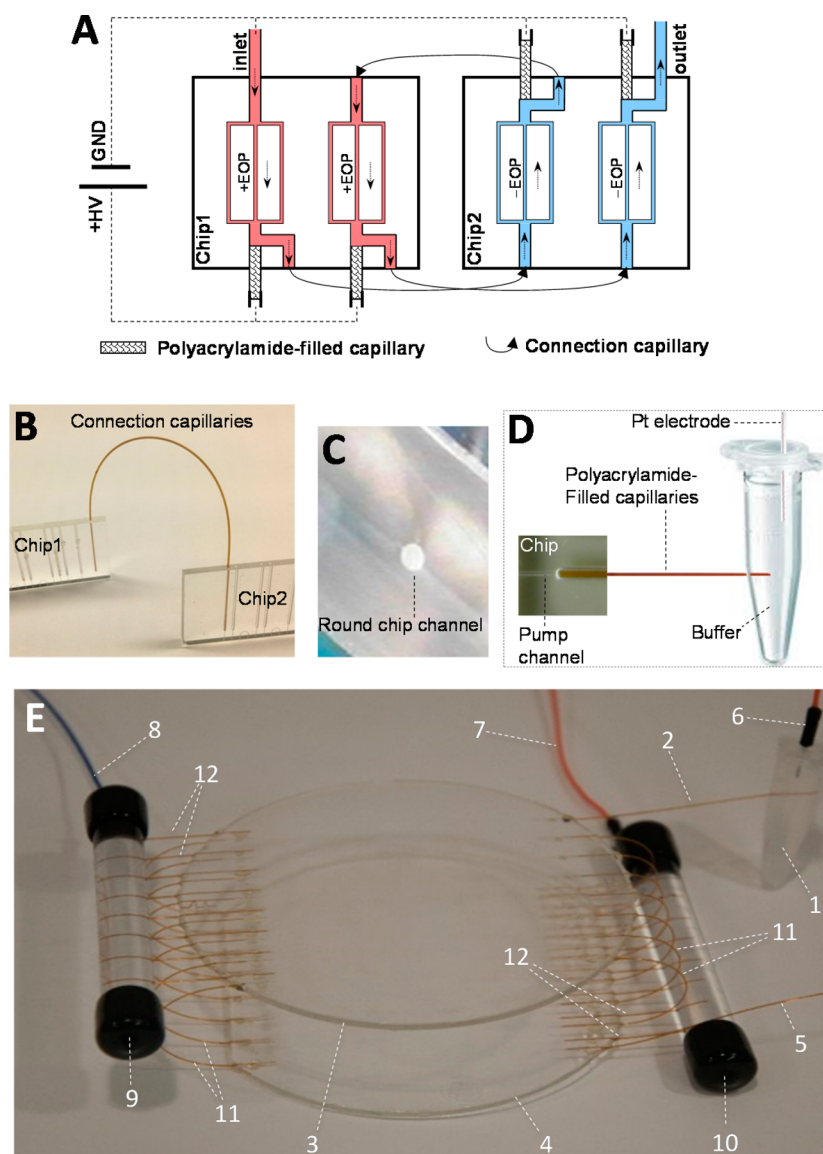 A
inlet
outlet
GND
+HV
+EOP
+EOP
–EOP
–EOP
Chip1
Chip2
Polyacrylamide-filled capillary
Connection capillary
B
Connection capillaries
Chip1
Chip2
C
Round chip channel
D
Pt electrode
Polyacrylamide-
Filled capillaries
Chip
Pump
channel
Buffer
E
8
7
2
6
12
1
11
12
5
9
11
3
4
10